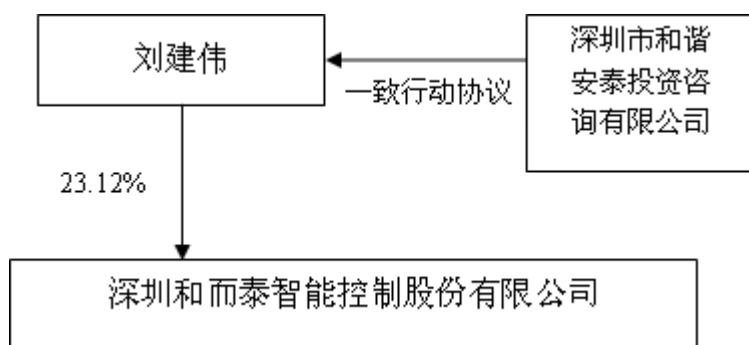 刘建伟
深圳市和谐
安泰投资咨
询有限公司
一致行动协议
23.12%
深圳和而泰智能控制股份有限公司